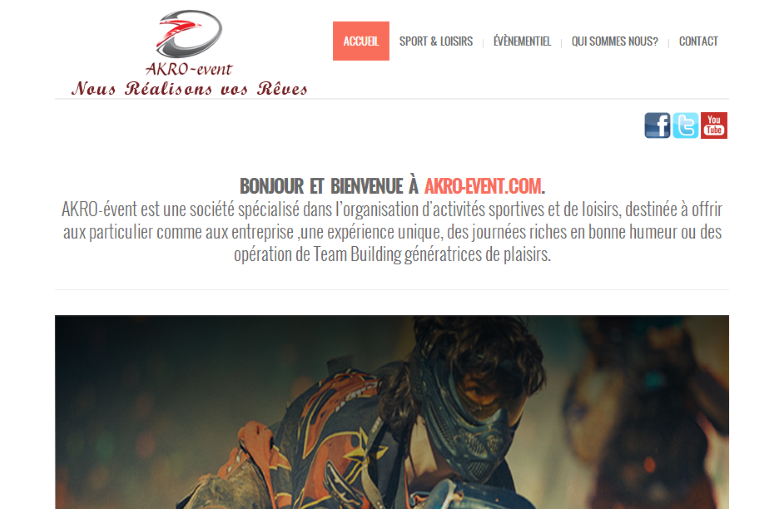 AKRO-event
Nous Réalisons vos Rêves
ACCUEIL SPORT & LOISIRS ÉVÈNEMENTIEL QUI SOMMES NOUS? CONTACT
f t You Tube
BONJOUR ET BIENVENUE À AKRO-EVENT.COM.
AKRO-évent est une société spécialisé dans l'organisation d'activités sportives et de loisirs, destinée à offrir
aux particulier comme aux entreprise ,une expérience unique, des journées riches en bonne humeur ou des
opération de Team Building génératrices de plaisirs.